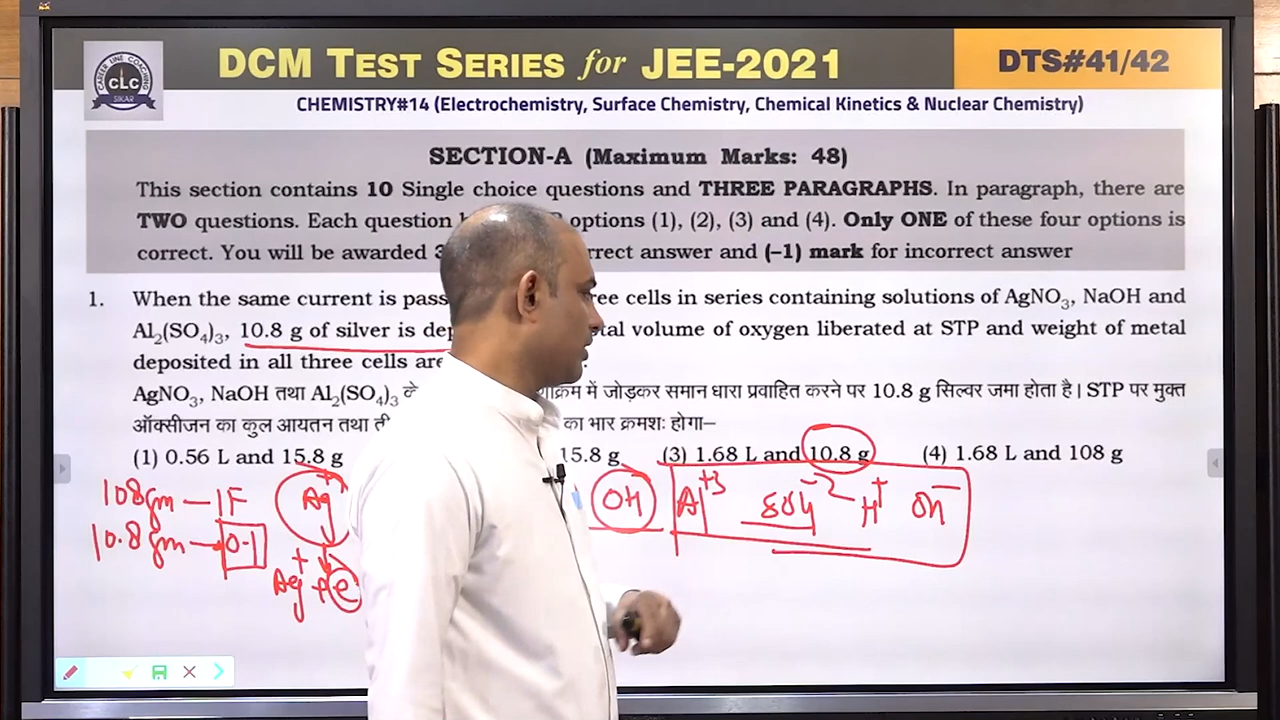 CAREER LINE COACHING
CLC
SIKAR
DCM TEST SERIES for JEE-2021
DTS#41/42
CHEMISTRY#14 (Electrochemistry, Surface Chemistry, Chemical Kinetics & Nuclear Chemistry)
SECTION-A (Maximum Marks: 48)
This section contains 10 Single choice questions and THREE PARAGRAPHS. In paragraph, there are
TWO questions. Each question options (1), (2), (3) and (4). Only ONE of these four options is
correct. You will be awarded 3 answer and (–1) mark for incorrect answer
1. When the same current is cells in series containing solutions of AgNO₃, NaOH and
Al₂(SO₄)₃, 10.8 g of silver is volume of oxygen liberated at STP and weight of metal
deposited in all three cells are
AgNO₃, NaOH तथा Al₂(SO₄)₃ में जोड़कर समान धारा प्रवाहित करने पर 10.8 g सिल्वर जमा होता है। STP पर मुक्त
ऑक्सीजन का कुल आयतन तथा का भार क्रमशः होगा–
(1) 0.56 L and 15.8 g 15.8 g (3) 1.68 L and 10.8 g (4) 1.68 L and 108 g
108 gm — 1F Ag⁺ OH Al⁺³ SO₄⁻² H⁺ OH⁻
10.8 gm → 0.1
Ag⁺ + e